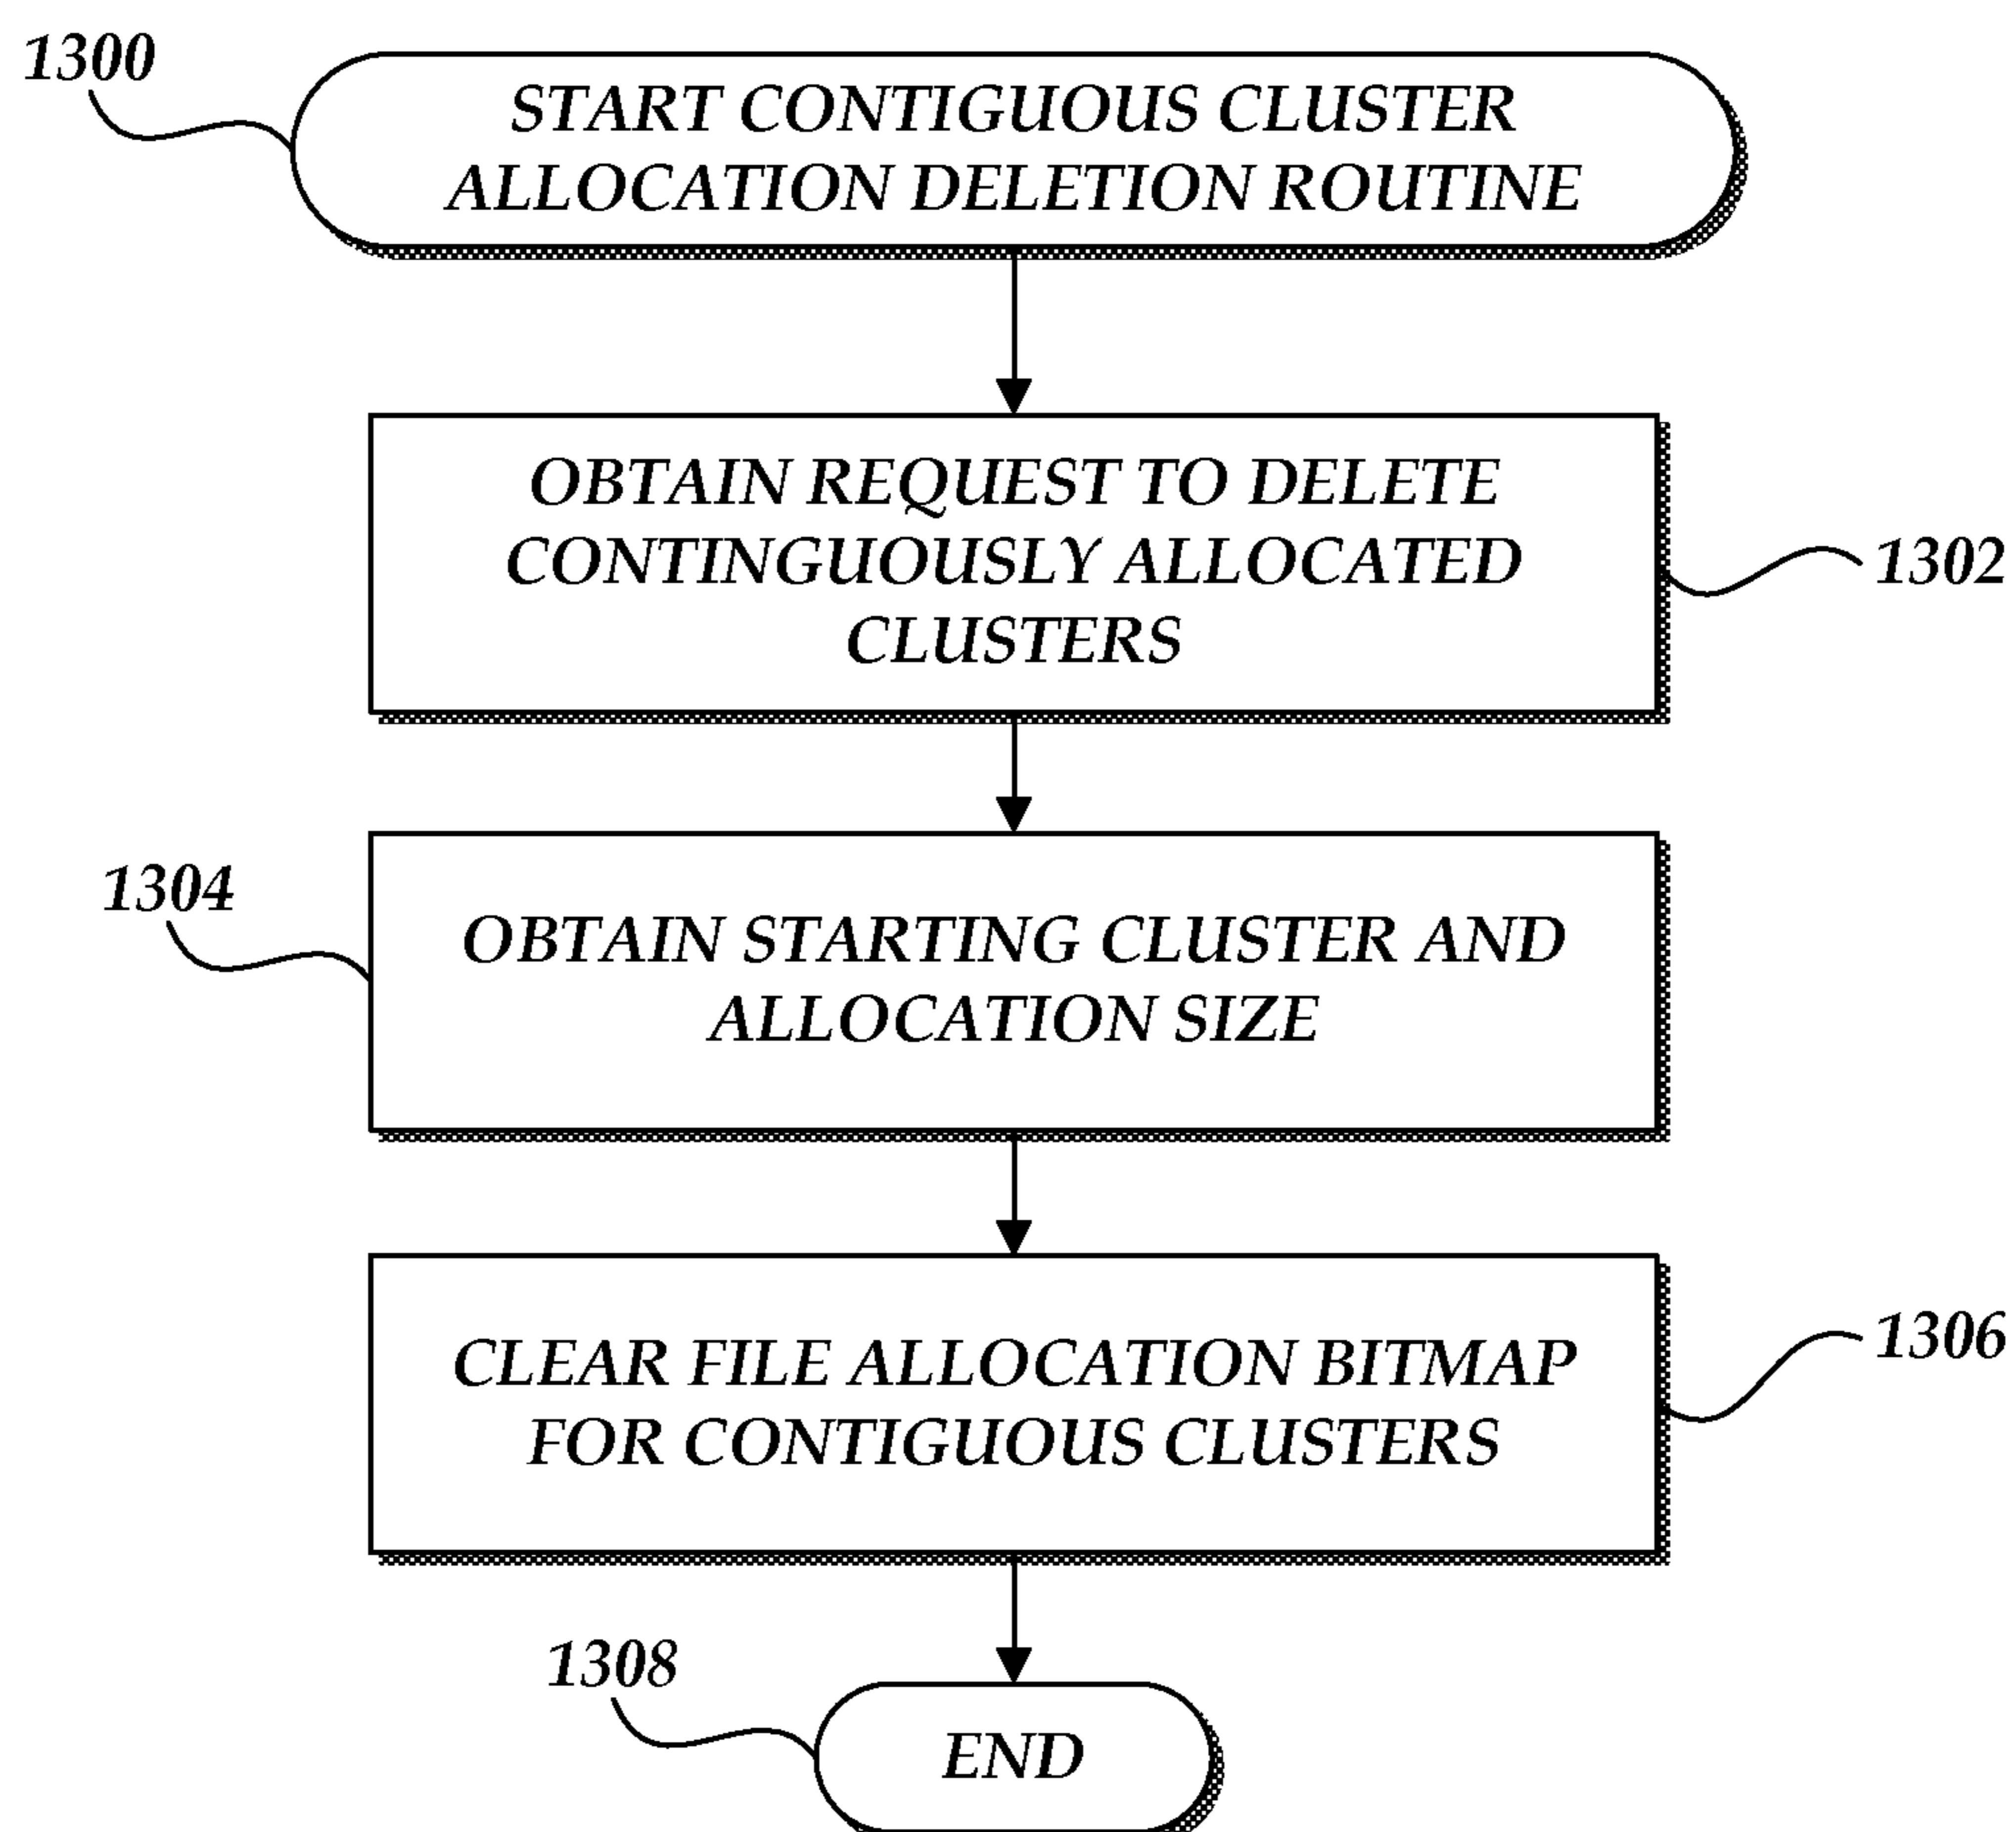 1300
START CONTIGUOUS CLUSTER
ALLOCATION DELETION ROUTINE
OBTAIN REQUEST TO DELETE
CONTINGUOUSLY ALLOCATED
CLUSTERS
1302
1304
OBTAIN STARTING CLUSTER AND
ALLOCATION SIZE
CLEAR FILE ALLOCATION BITMAP
FOR CONTIGUOUS CLUSTERS
1306
1308
END